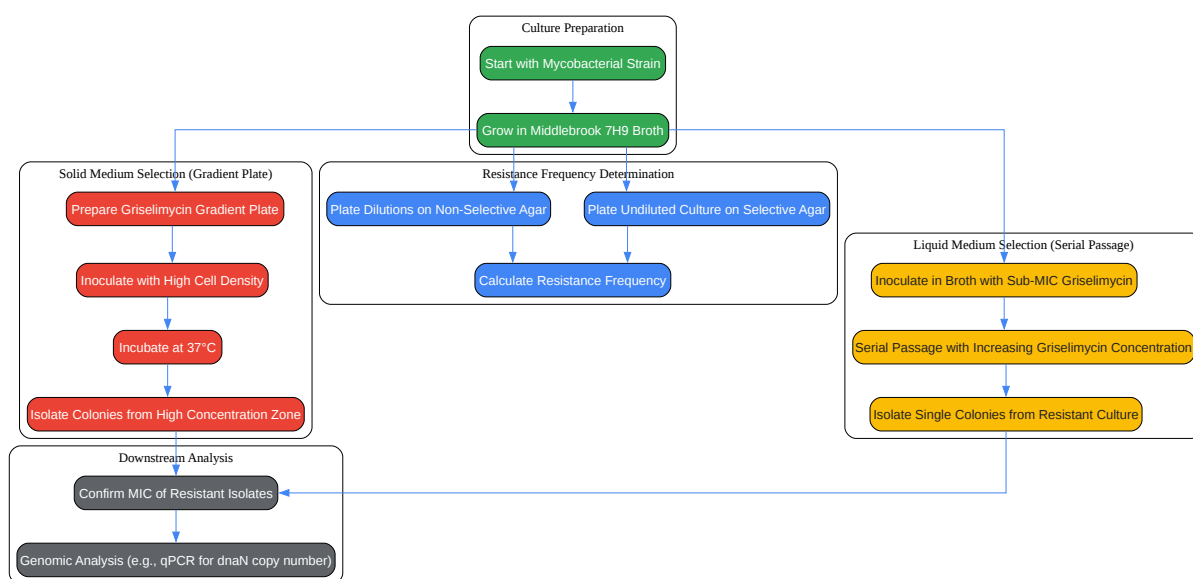 Culture Preparation
Start with Mycobacterial Strain
Grow in Middlebrook 7H9 Broth
Solid Medium Selection (Gradient Plate)
Prepare Griselimycin Gradient Plate
Inoculate with High Cell Density
Incubate at 37°C
Isolate Colonies from High Concentration Zone
Resistance Frequency Determination
Plate Dilutions on Non-Selective Agar
Plate Undiluted Culture on Selective Agar
Calculate Resistance Frequency
Liquid Medium Selection (Serial Passage)
Inoculate in Broth with Sub-MIC Griselimycin
Serial Passage with Increasing Griselimycin Concentration
Isolate Single Colonies from Resistant Culture
Downstream Analysis
Confirm MIC of Resistant Isolates
Genomic Analysis (e.g., qPCR for dnaN copy number)